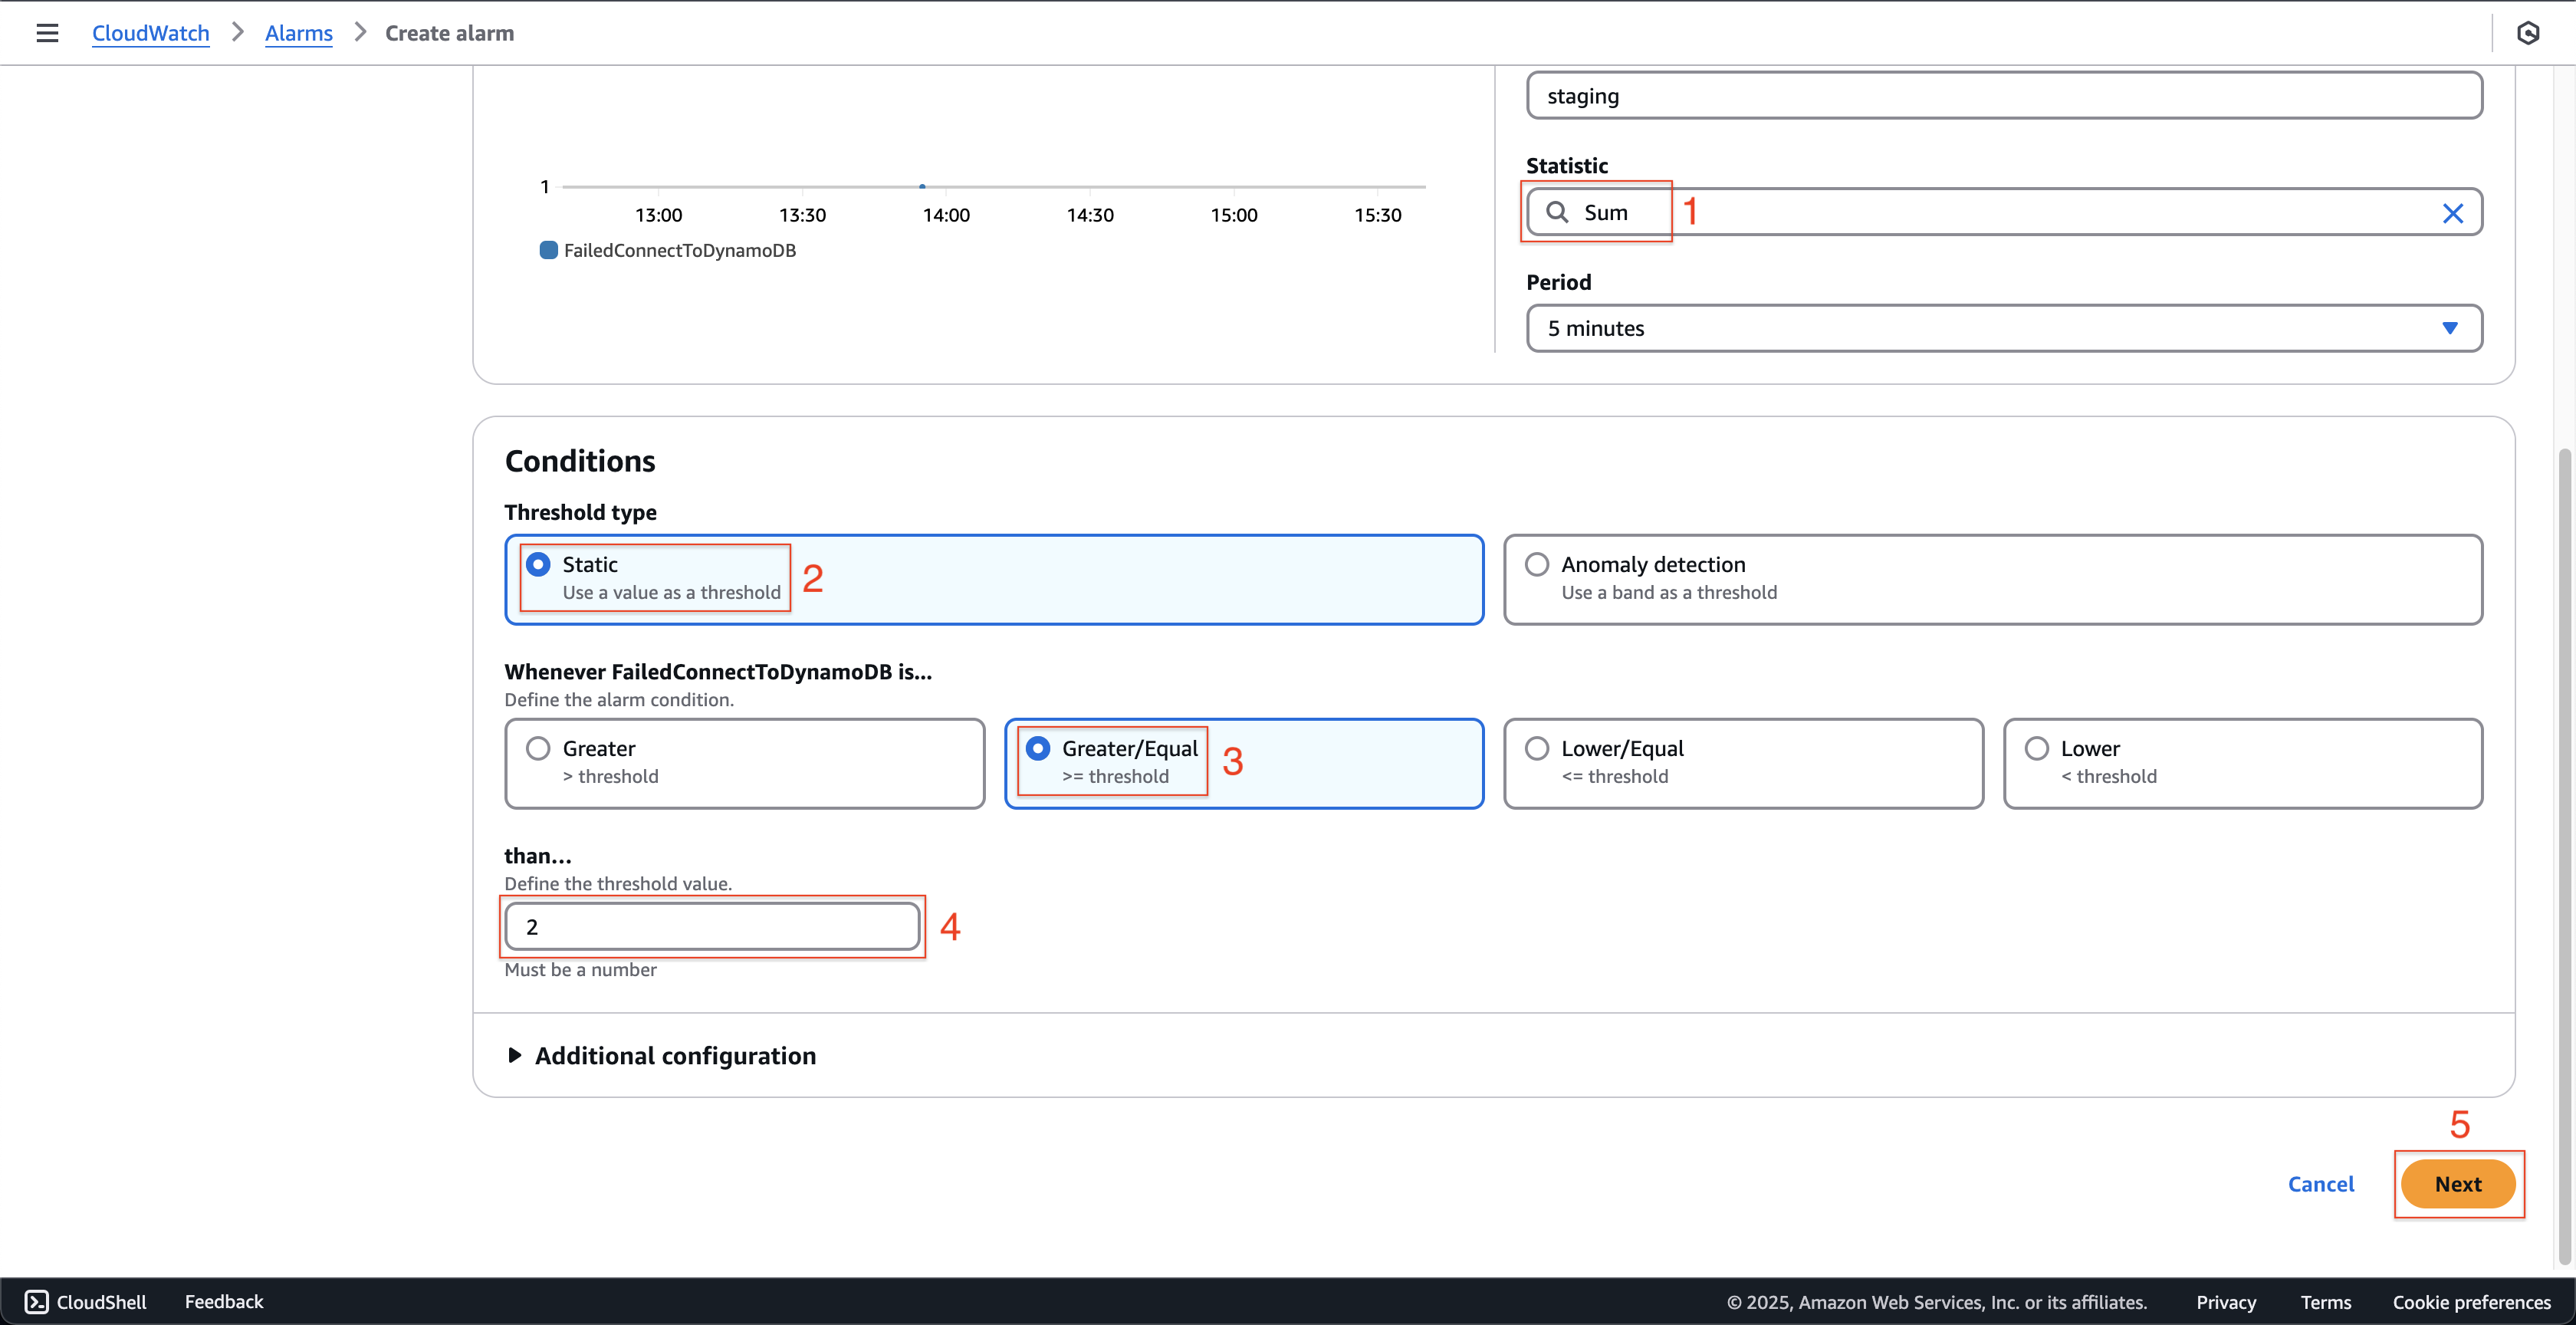 CloudWatch > Alarms > Create alarm
staging
Statistic
Sum 1
1
13:00 13:30 14:00 14:30 15:00 15:30
FailedConnectToDynamoDB
Period
5 minutes
Conditions
Threshold type
Static
Use a value as a threshold
2
Anomaly detection
Use a band as a threshold
Whenever FailedConnectToDynamoDB is...
Define the alarm condition.
Greater
> threshold
Greater/Equal
>= threshold
3
Lower/Equal
<= threshold
Lower
< threshold
than...
Define the threshold value.
2 4
Must be a number
Additional configuration
5
Cancel Next
CloudShell Feedback © 2025, Amazon Web Services, Inc. or its affiliates. Privacy Terms Cookie preferences